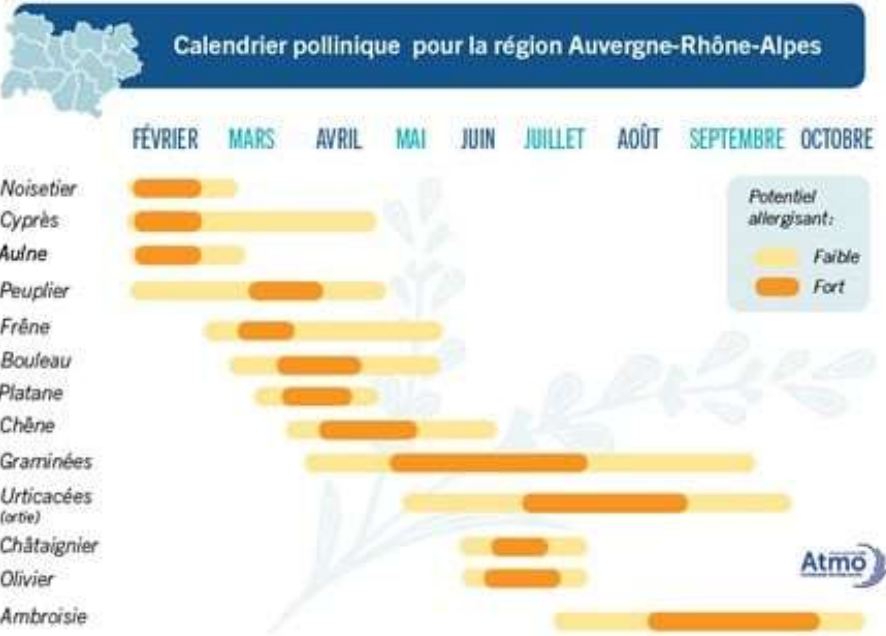 Calendrier pollinique pour la région Auvergne-Rhône-Alpes
FÉVRIER MARS AVRIL MAI JUIN JUILLET AOÛT SEPTEMBRE OCTOBRE
Noisetier
Cyprès
Aulne
Peuplier
Frêne
Bouleau
Platane
Chêne
Graminées
Urticacées
(ortie)
Châtaignier
Olivier
Ambroisie
Potentiel
allergisant:
Faible
Fort
Atmo